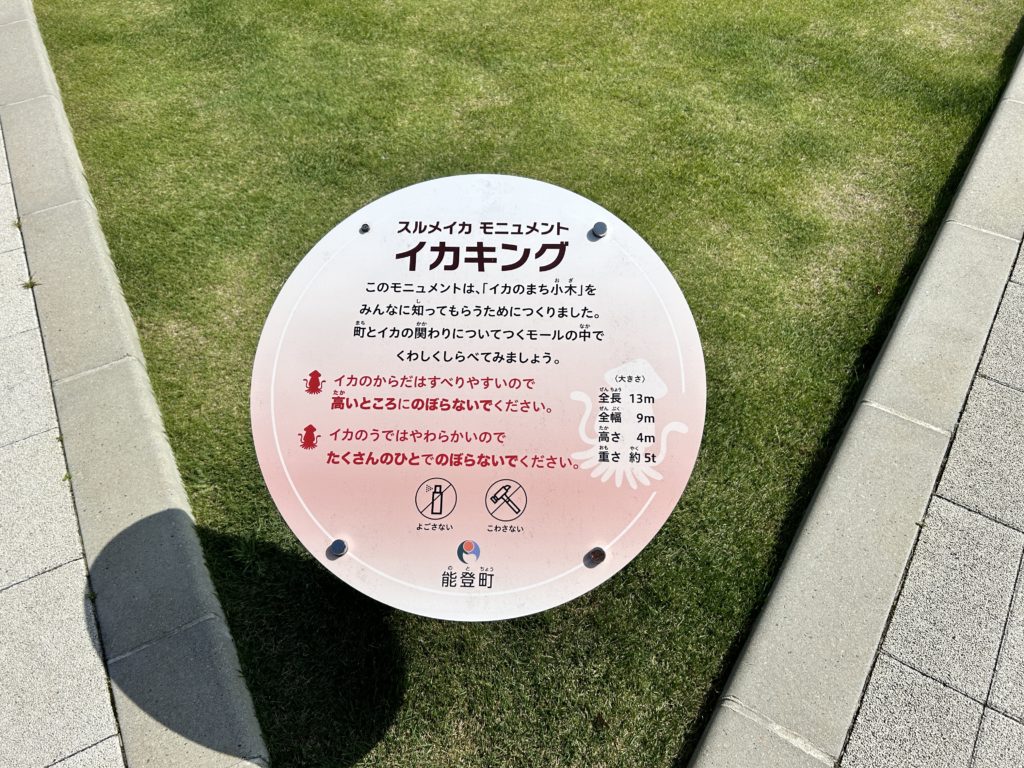 スルメイカ モニュメント
イカキング
このモニュメントは、「イカのまち小木」を
みんなに知ってもらうためにつくりました。
町とイカの関わりについてつくモールの中で
くわしくしらべてみましょう。
イカのからだはすべりやすいので
高いところにのぼらないでください。
イカのうではやわらかいので
たくさんのひとでのぼらないでください。
(大きさ)
全長 13m
全幅 9m
高さ 4m
重さ 約5t
よごさない
こわさない
能登町